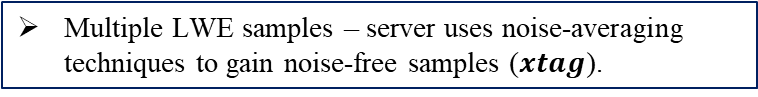 ➢ Multiple LWE samples – server uses noise-averaging
techniques to gain noise-free samples (xtag).